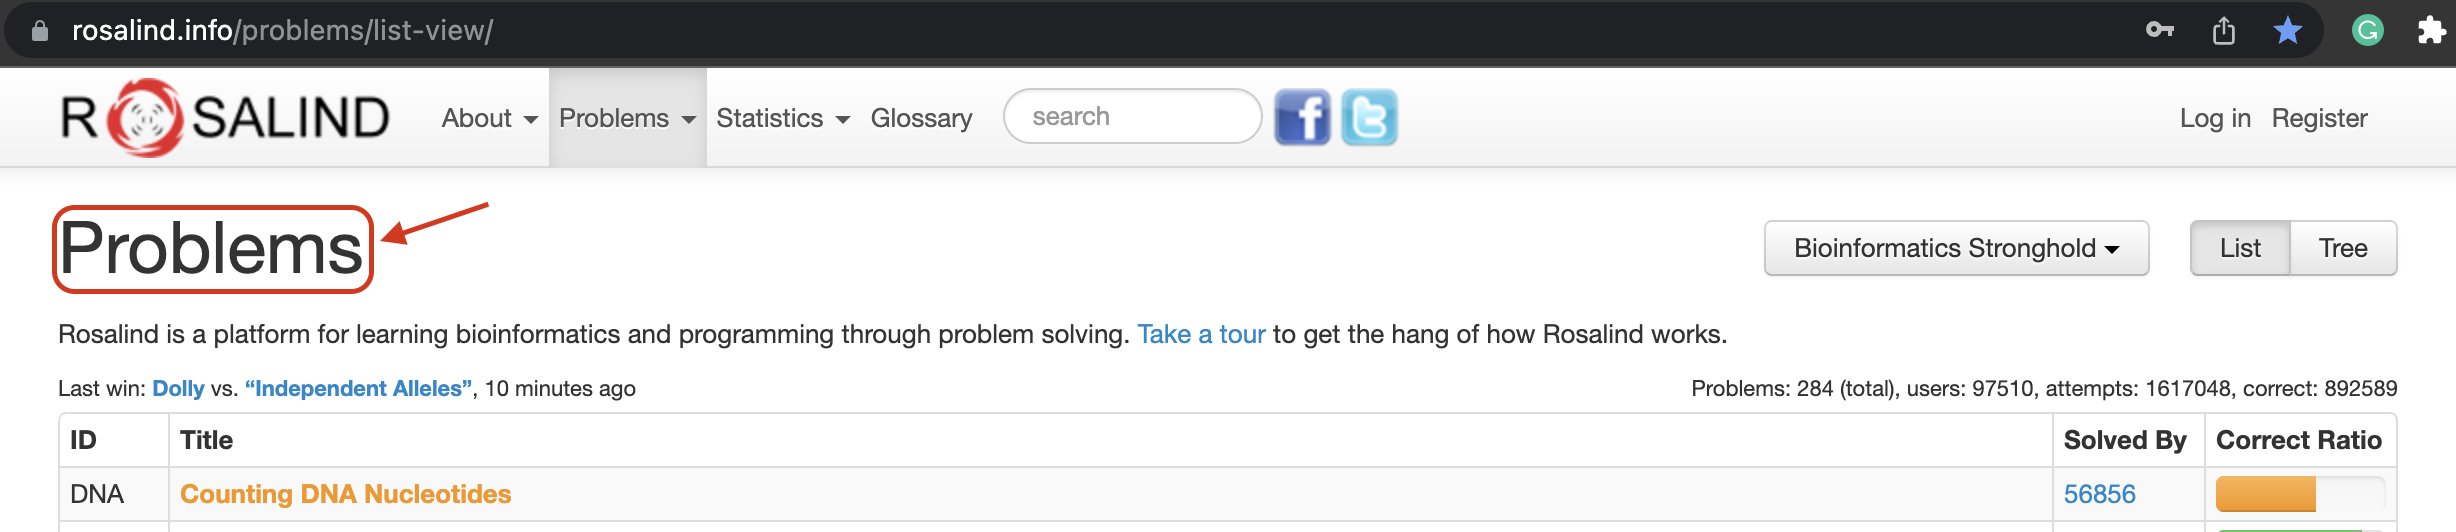 rosalind.info/problems/list-view/
ROSALIND About Problems Statistics Glossary search f t Log in Register
Problems
Bioinformatics Stronghold List Tree
Rosalind is a platform for learning bioinformatics and programming through problem solving. Take a tour to get the hang of how Rosalind works.
Last win: Dolly vs. “Independent Alleles”, 10 minutes ago
Problems: 284 (total), users: 97510, attempts: 1617048, correct: 892589
ID Title Solved By Correct Ratio
DNA Counting DNA Nucleotides 56856